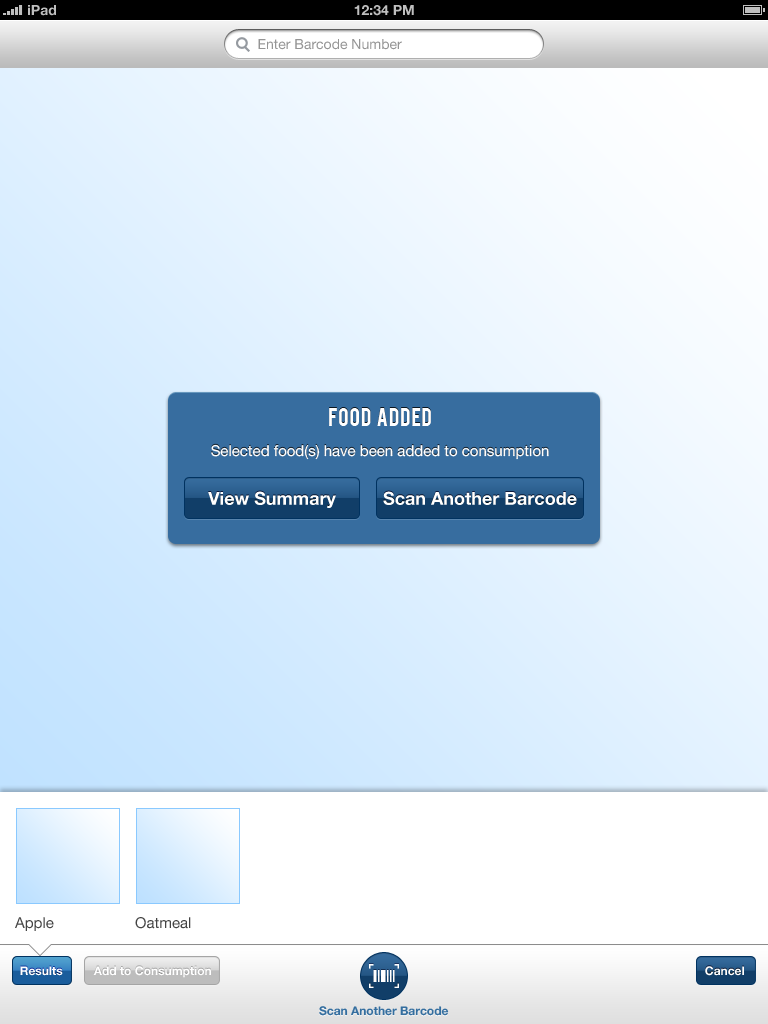 iPad
12:34 PM
Enter Barcode Number
FOOD ADDED
Selected food(s) have been added to consumption
View Summary
Scan Another Barcode
Apple
Oatmeal
Results
Add to Consumption
Cancel
Scan Another Barcode